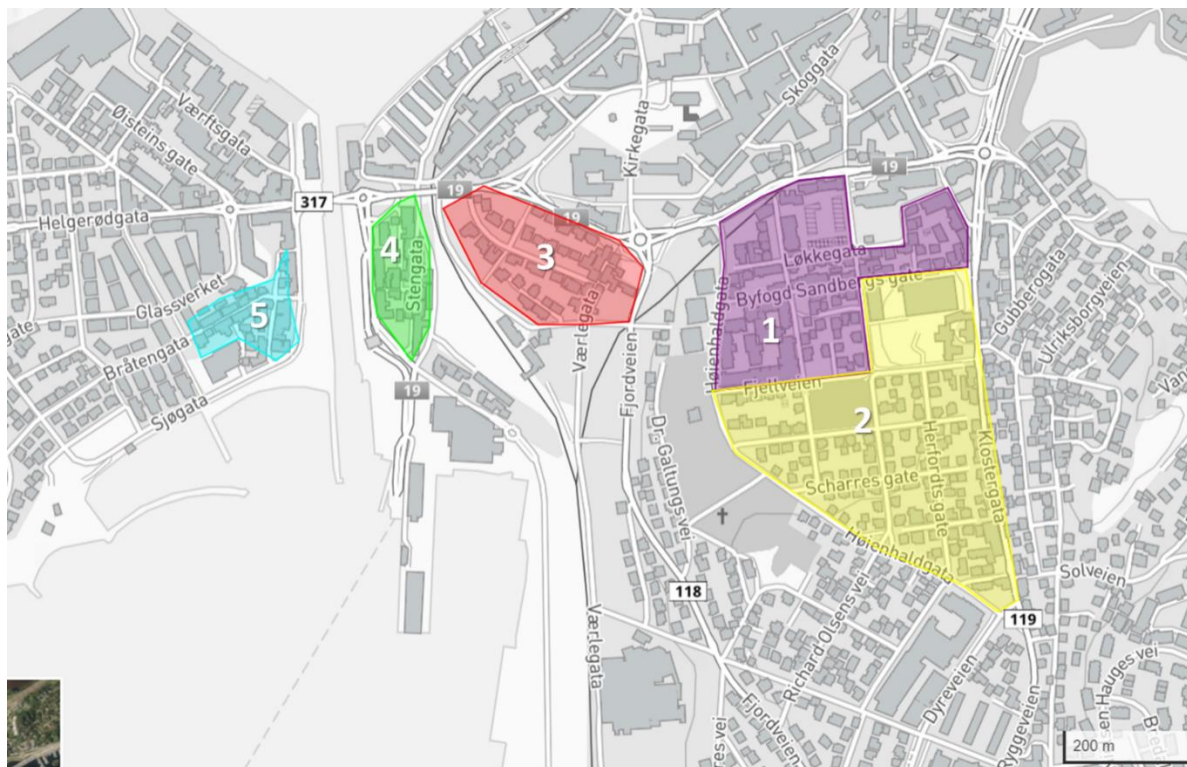 Skoggata
Værftsgata
Øisteins gate
Kirkegata
19
19
317
19
Helgerødgata
4
3
Løkkegata
Stengata
Byfogd Sandbergs gate
Gulbergata
Ulriksborgveien
Glassverket
5
1
Høienhaldgata
Værlegata
Fjordveien
Bråtengata
Fjellveien
19
Sjøgata
2
Dr. Galtungs vei
Herfordts gate
Klostergata
Scharres gate
Høienhaldgata
Solveien
118
119
Richard Olsens vei
Værlegata
Dyreveien
Fjordveien
Ryggeveien
200 m